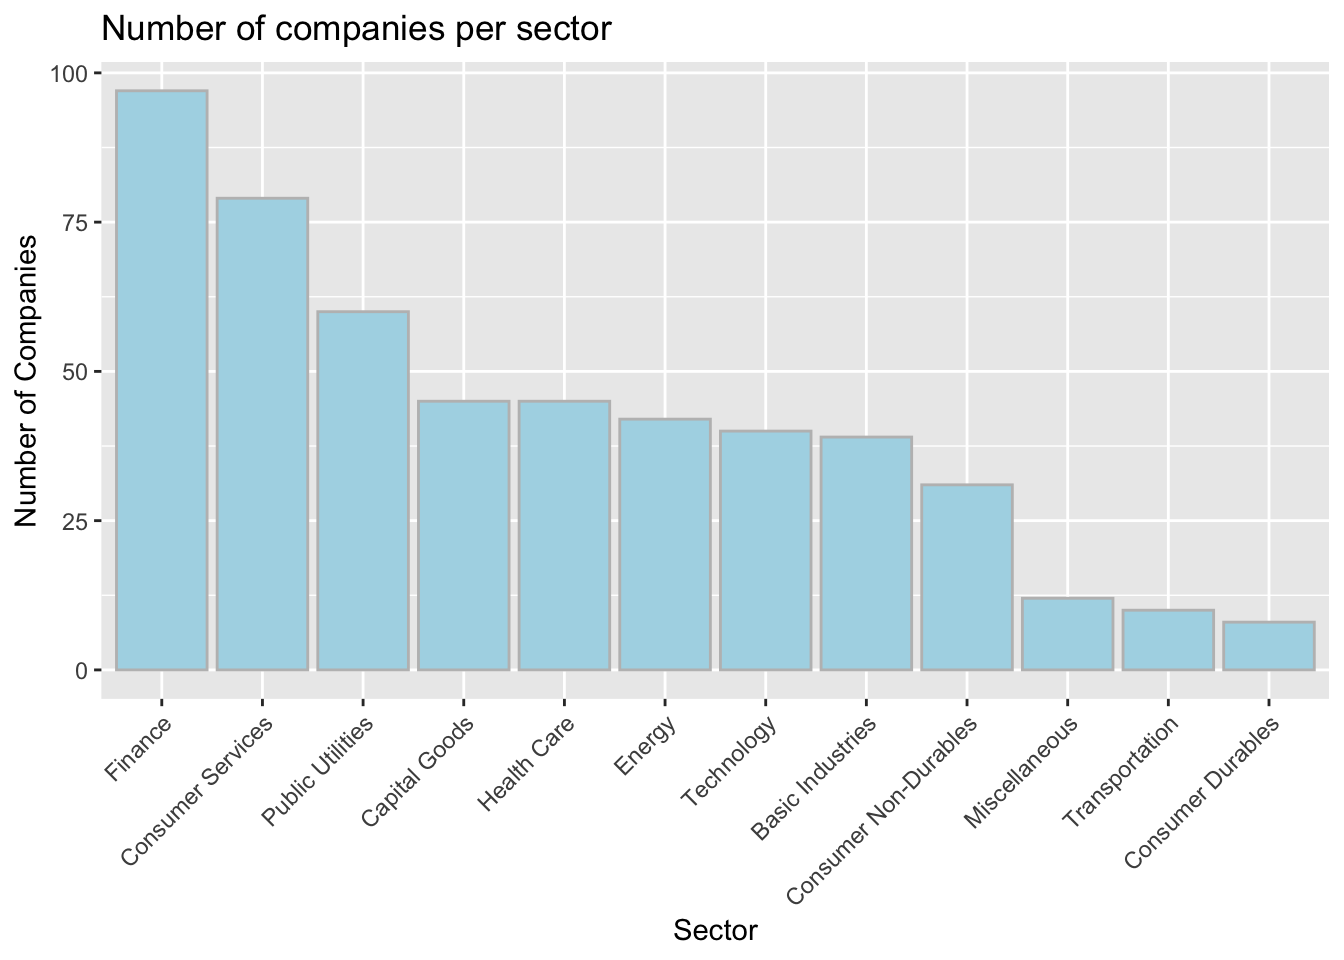 Number of companies per sector
Number of Companies
100
75
50
25
0
Finance
Consumer Services
Public Utilities
Capital Goods
Health Care
Energy
Technology
Basic Industries
Consumer Non-Durables
Miscellaneous
Transportation
Consumer Durables
Sector